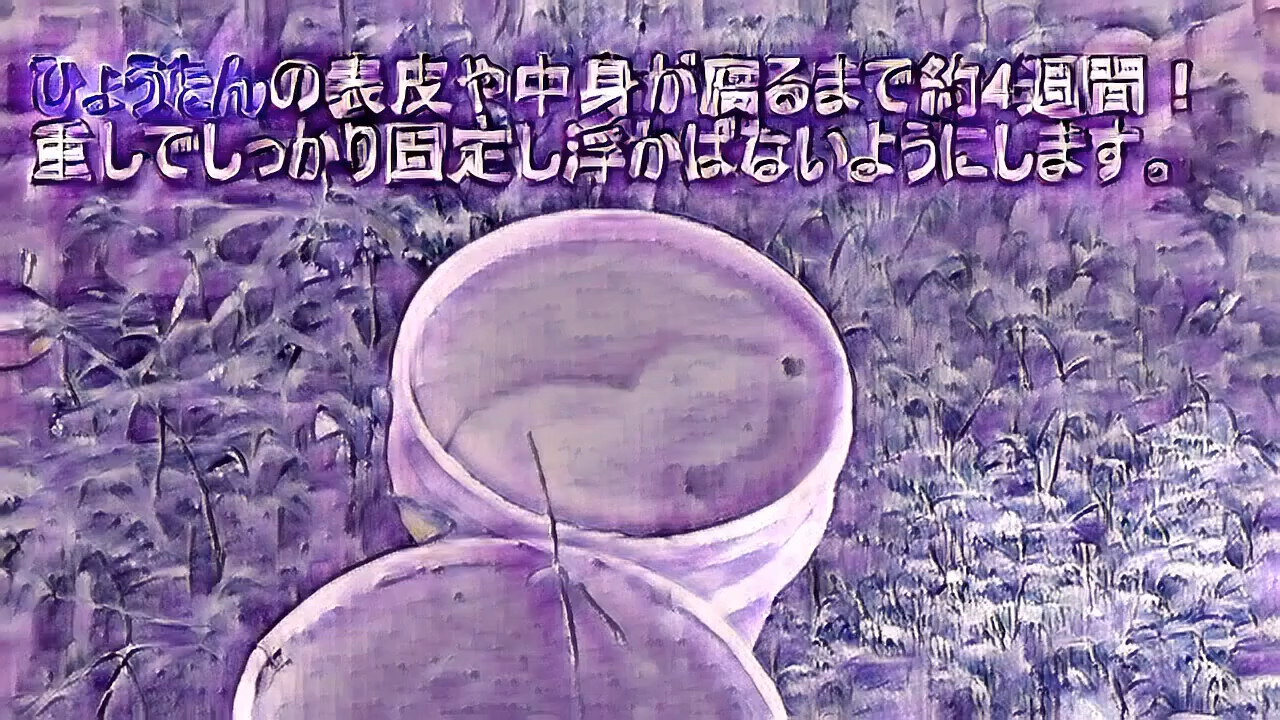 ひょうたんの表皮や中身が腐るまで約4週間！
重しでしっかり固定し浮かばないようにします。